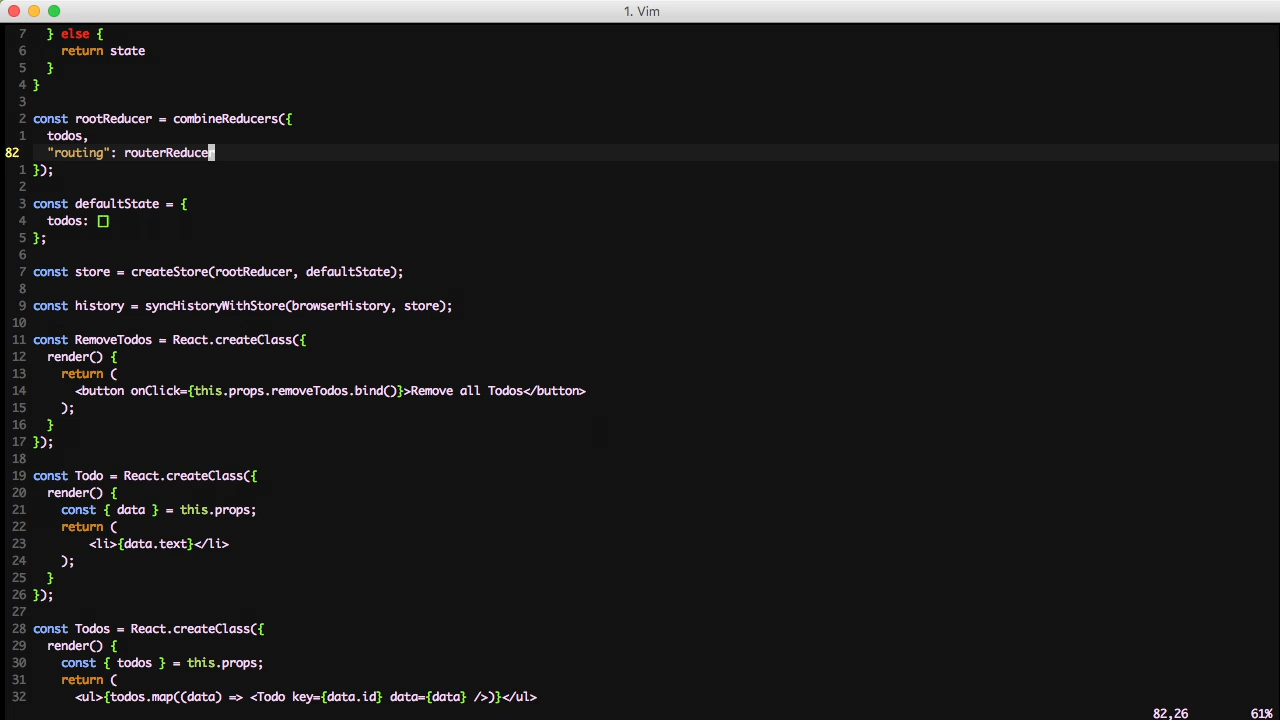 1. Vim
7   } else {
6     return state
5   }
4 }
3
2 const rootReducer = combineReducers({
1   todos,
82   "routing": routerReducer
1 });
2
3 const defaultState = {
4   todos: []
5 };
6
7 const store = createStore(rootReducer, defaultState);
8
9 const history = syncHistoryWithStore(browserHistory, store);
10
11 const RemoveTodos = React.createClass({
12   render() {
13     return (
14       <button onClick={this.props.removeTodos.bind()}>Remove all Todos</button>
15     );
16   }
17 });
18
19 const Todo = React.createClass({
20   render() {
21     const { data } = this.props;
22     return (
23         <li>{data.text}</li>
24     );
25   }
26 });
27
28 const Todos = React.createClass({
29   render() {
30     const { todos } = this.props;
31     return (
32       <ul>{todos.map((data) => <Todo key={data.id} data={data} />)}</ul>
82,26 61%